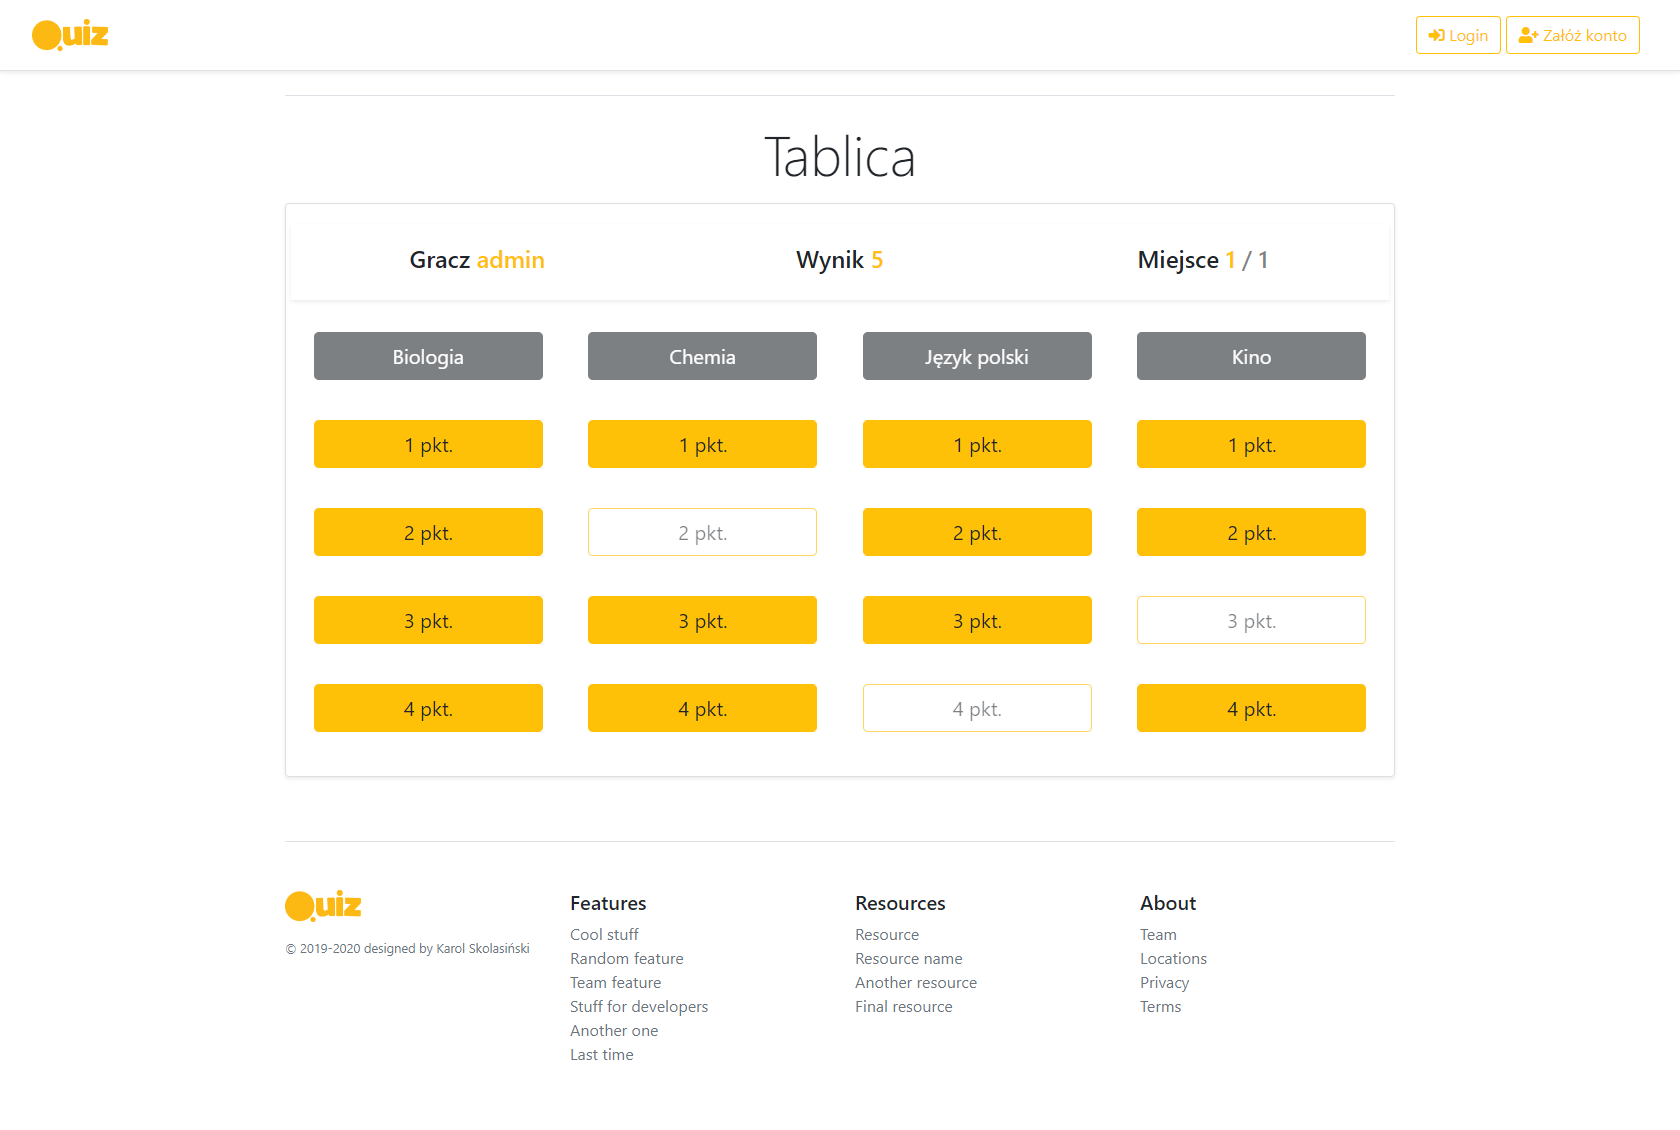 Quiz
Login
Załóż konto
Tablica
Gracz admin
Wynik 5
Miejsce 1 / 1
Biologia Chemia Język polski Kino
1 pkt. 1 pkt. 1 pkt. 1 pkt.
2 pkt. 2 pkt. 2 pkt. 2 pkt.
3 pkt. 3 pkt. 3 pkt. 3 pkt.
4 pkt. 4 pkt. 4 pkt. 4 pkt.
Quiz
© 2019-2020 designed by Karol Skolasiński
Features
Cool stuff
Random feature
Team feature
Stuff for developers
Another one
Last time
Resources
Resource
Resource name
Another resource
Final resource
About
Team
Locations
Privacy
Terms